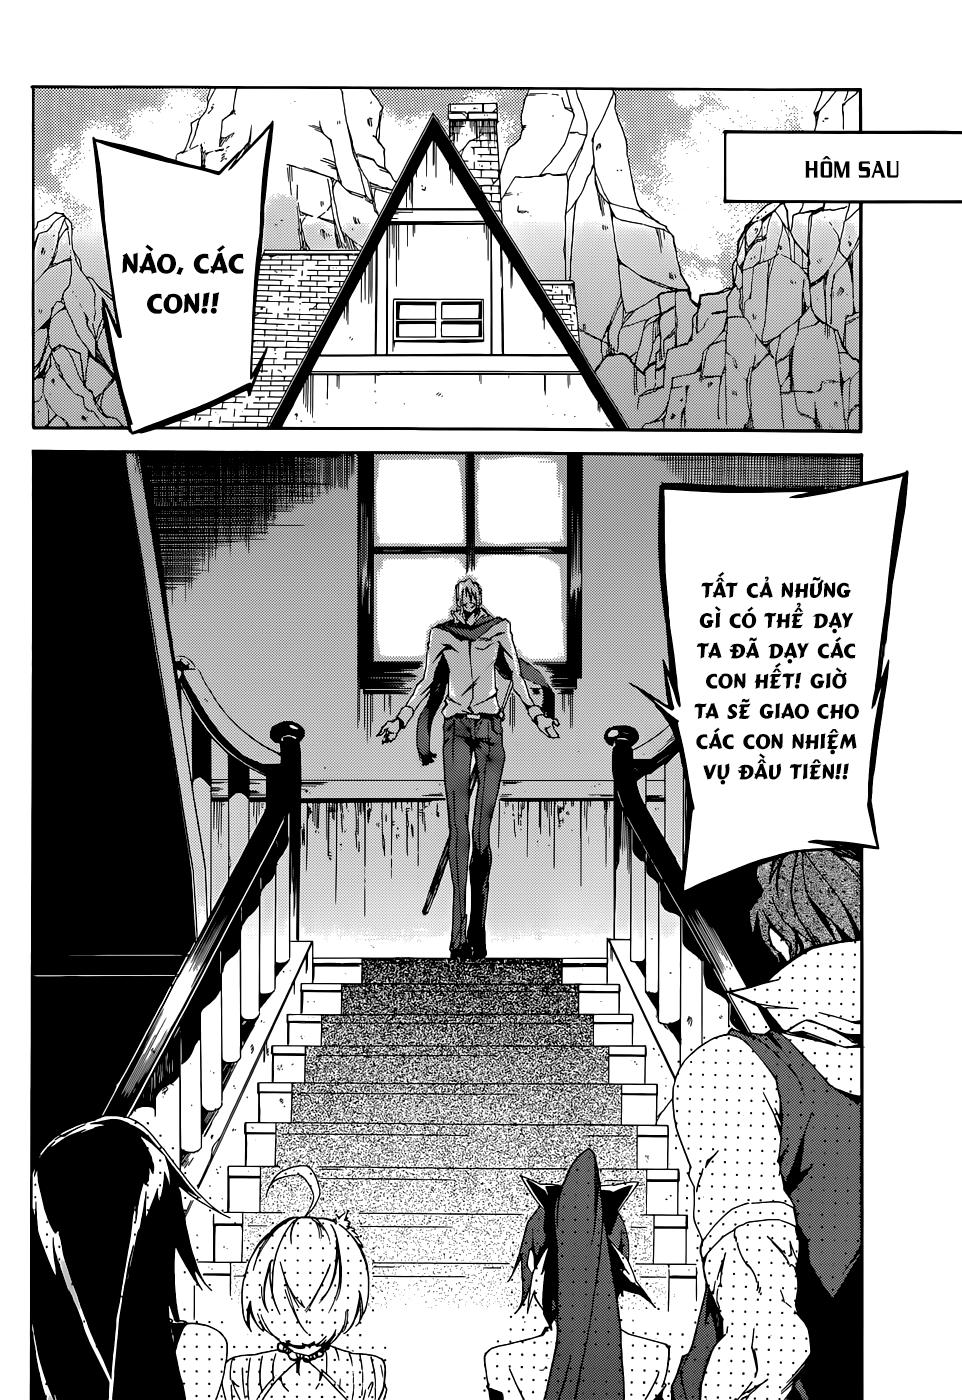 HÔM SAU
NÀO, CÁC
CON!!
TẤT CẢ NHỮNG
GÌ CÓ THỂ DẠY
TA ĐÃ DẠY CÁC
CON HẾT! GIỜ
TA SẼ GIAO CHO
CÁC CON NHIỆM
VỤ ĐẦU TIÊN!!